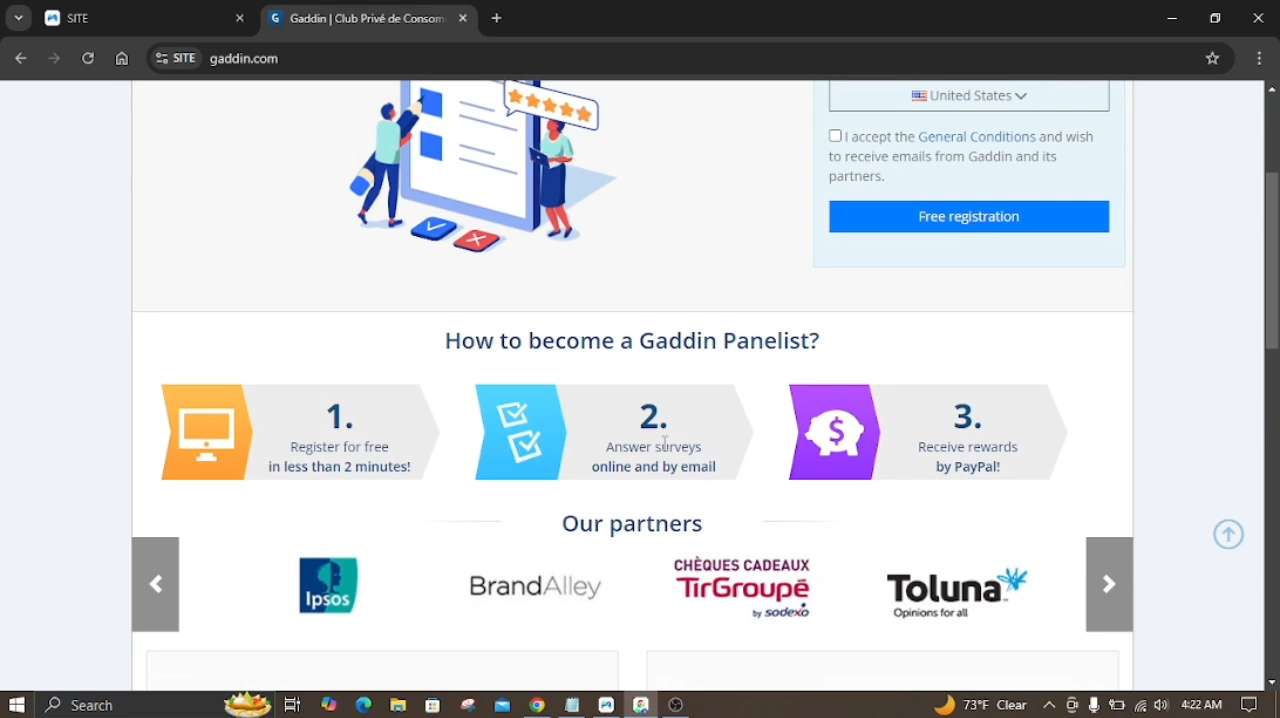 SITE
G Gaddin | Club Privé de Consom
SITE gaddin.com
United States
I accept the General Conditions and wish
to receive emails from Gaddin and its
partners.
Free registration
How to become a Gaddin Panelist?
1.
Register for free
in less than 2 minutes!
2.
Answer surveys
online and by email
3.
Receive rewards
by PayPal!
Our partners
Ipsos
BrandAlley
CHÈQUES CADEAUX
TirGroupé
by sodexo
Toluna
Opinions for all
Search
73°F Clear
4:22 AM